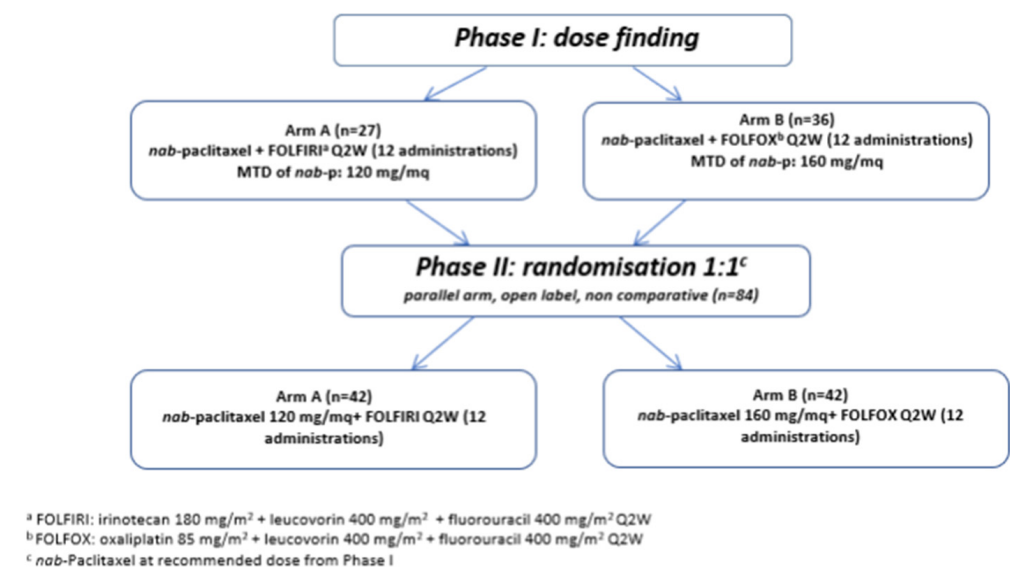 Phase I: dose finding
Arm A (n=27)
nab-paclitaxel + FOLFIRIᵃ Q2W (12 administrations)
MTD of nab-p: 120 mg/mq
Arm B (n=36)
nab-paclitaxel + FOLFOXᵇ Q2W (12 administrations)
MTD of nab-p: 160 mg/mq
Phase II: randomisation 1:1ᶜ
parallel arm, open label, non comparative (n=84)
Arm A (n=42)
nab-paclitaxel 120 mg/mq+ FOLFIRI Q2W (12
administrations)
Arm B (n=42)
nab-paclitaxel 160 mg/mq+ FOLFOX Q2W (12
administrations)
ᵃ FOLFIRI: irinotecan 180 mg/m² + leucovorin 400 mg/m² + fluorouracil 400 mg/m² Q2W
ᵇ FOLFOX: oxaliplatin 85 mg/m² + leucovorin 400 mg/m² + fluorouracil 400 mg/m² Q2W
ᶜ nab-Paclitaxel at recommended dose from Phase I